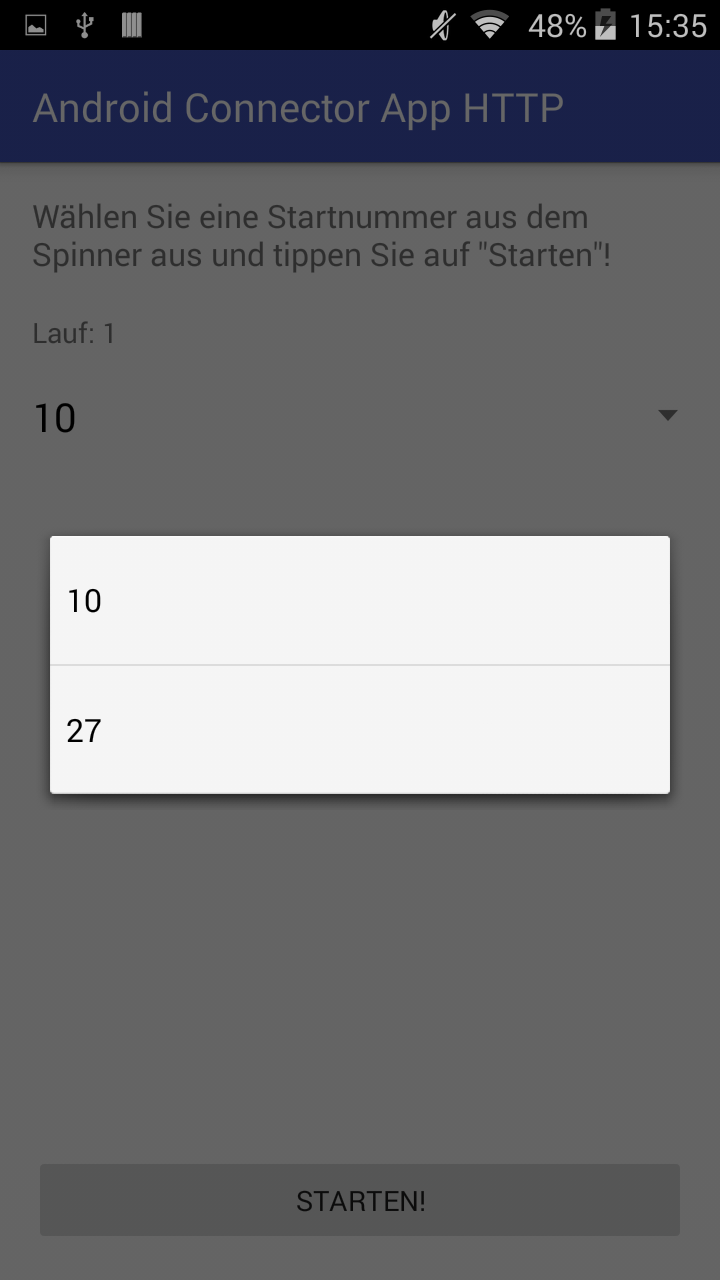 48% 15:35
Android Connector App HTTP
Wählen Sie eine Startnummer aus dem
Spinner aus und tippen Sie auf "Starten"!
Lauf: 1
10
10
27
STARTEN!